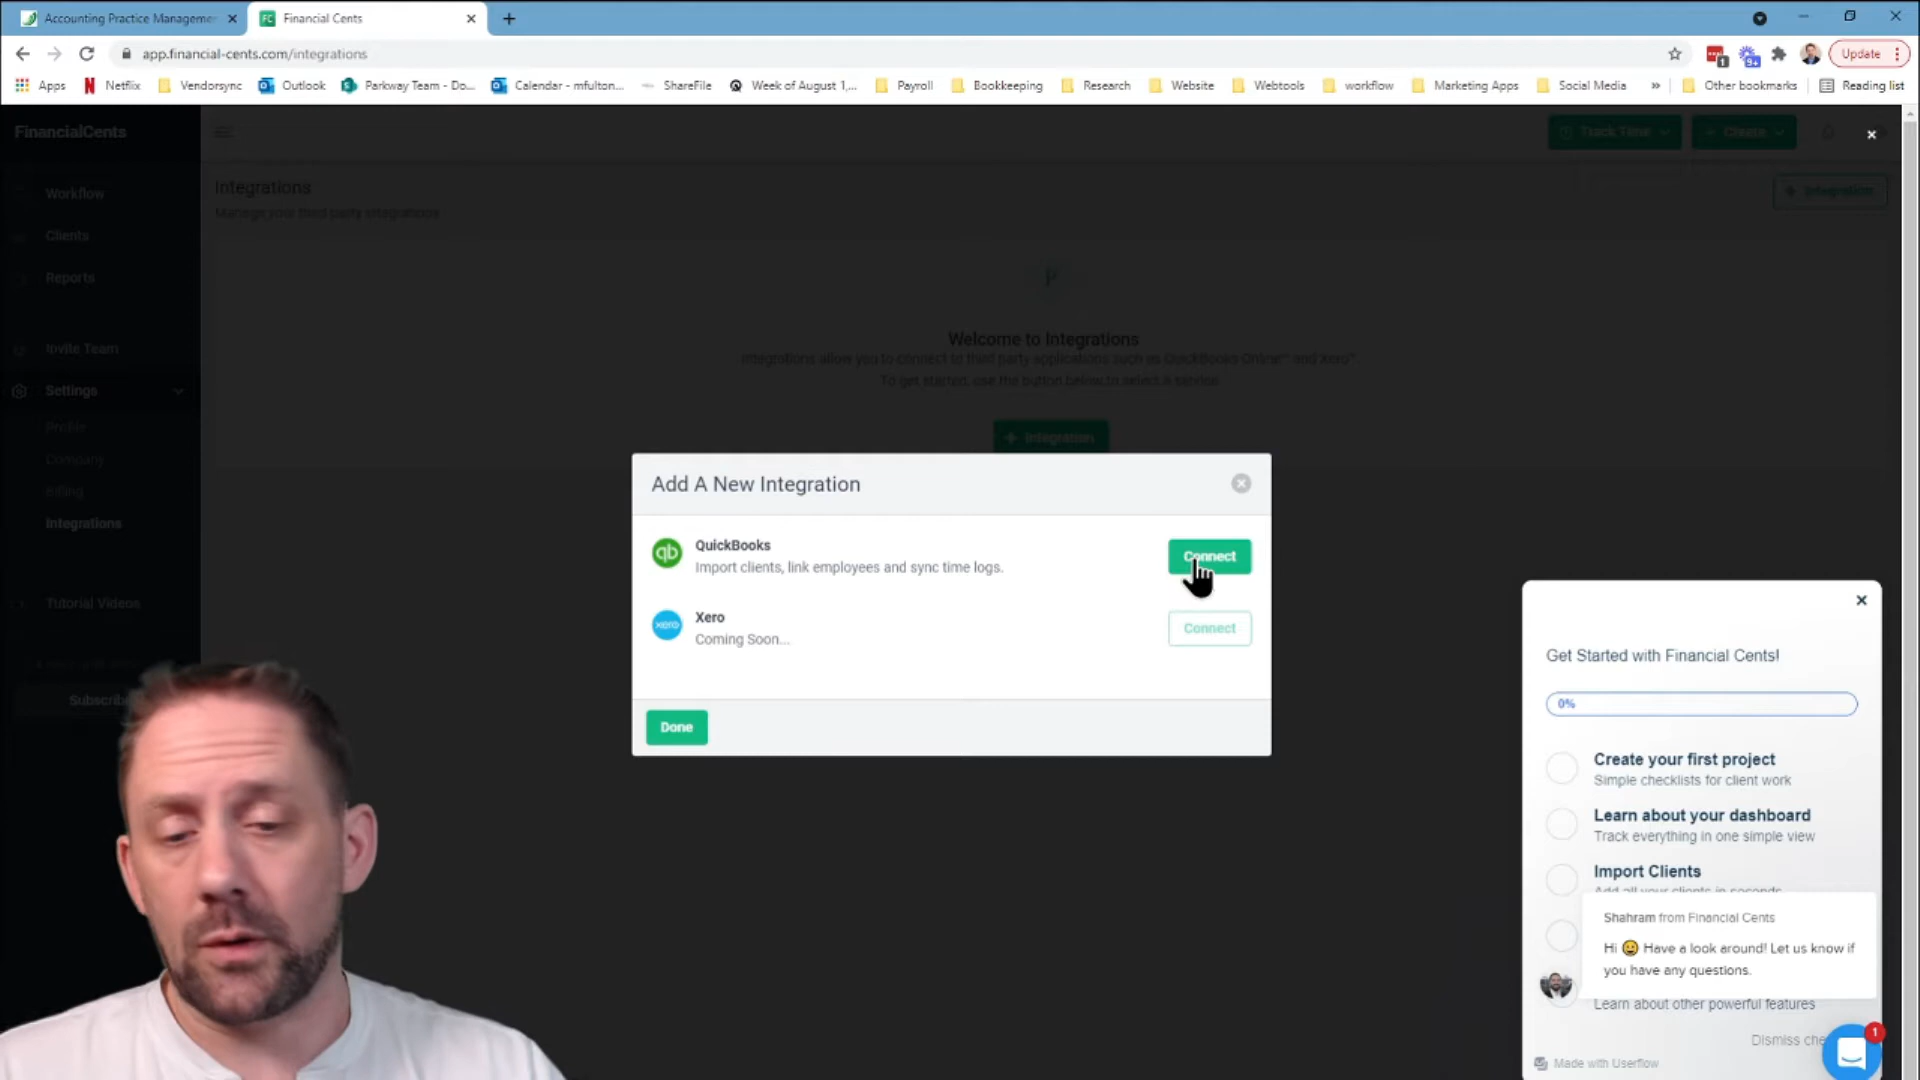 Accounting Practice Manageme
Financial Cents
app.financial-cents.com/integrations
Update
Apps
Netflix
Vendorsync
Outlook
Parkway Team - Do...
Calendar - mfulton...
ShareFile
Week of August 1,...
Payroll
Bookkeeping
Research
Website
Webtools
workflow
Marketing Apps
Social Media
»
Other bookmarks
Reading list
FinancialCents
Track Time
Create
Workflow
Clients
Reports
Invite Team
Settings
Profile
Company
Billing
Integrations
Tutorial Videos
Subscribe
Integrations
Manage your third party integrations
+ Integration
Welcome to Integrations
Integrations allow you to connect to third party applications such as QuickBooks Online™ and Xero™
To get started, use the button below to select a service.
+ Integration
Add A New Integration
qb
QuickBooks
Import clients, link employees and sync time logs.
Connect
xero
Xero
Coming Soon...
Connect
Done
Get Started with Financial Cents!
0%
Create your first project
Simple checklists for client work
Learn about your dashboard
Track everything in one simple view
Import Clients
Add all your clients in seconds
Shahram from Financial Cents
Hi 😀 Have a look around! Let us know if
you have any questions.
Learn about other powerful features
Dismiss che
1
Made with Userflow